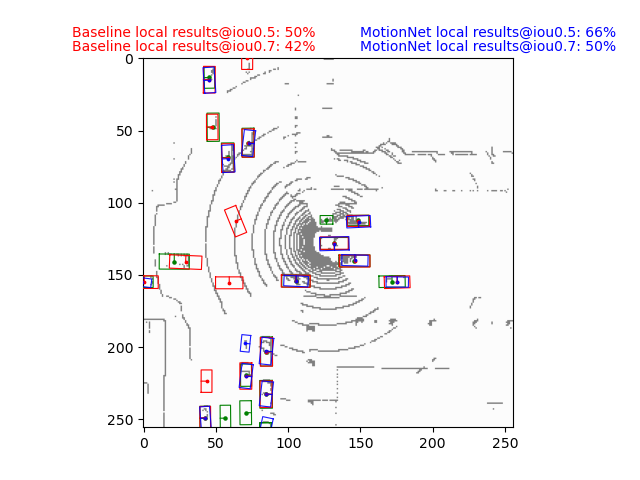 Baseline local results@iou0.5: 50% MotionNet local results@iou0.5: 66%
Baseline local results@iou0.7: 42% MotionNet local results@iou0.7: 50%
0
50
100
150
200
250
0 50 100 150 200 250